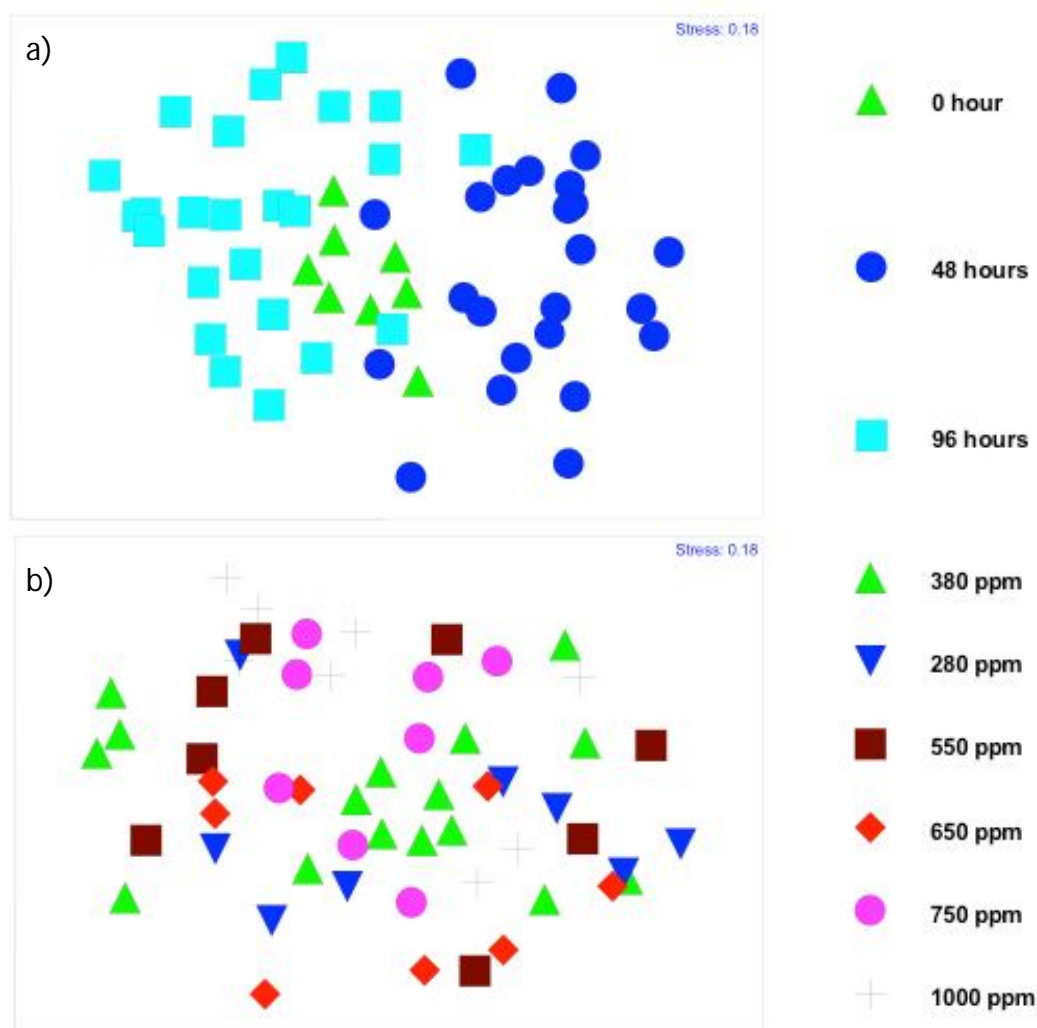 a)
Stress: 0.18
0 hour
48 hours
96 hours
b)
Stress: 0.18
380 ppm
280 ppm
550 ppm
650 ppm
750 ppm
1000 ppm